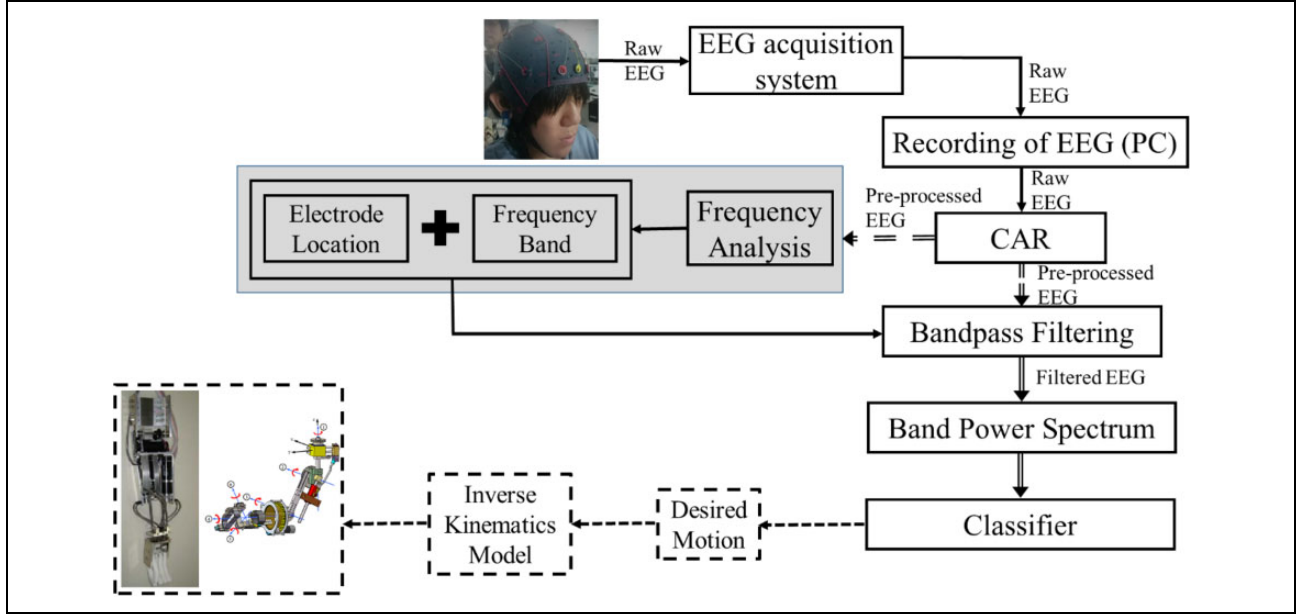 Raw
EEG
EEG acquisition
system
Raw
EEG
Recording of EEG (PC)
Raw
EEG
Pre-processed
EEG
CAR
Electrode
Location
Frequency
Band
Frequency
Analysis
Pre-processed
EEG
Bandpass Filtering
Filtered EEG
Band Power Spectrum
Classifier
Desired
Motion
Inverse
Kinematics
Model